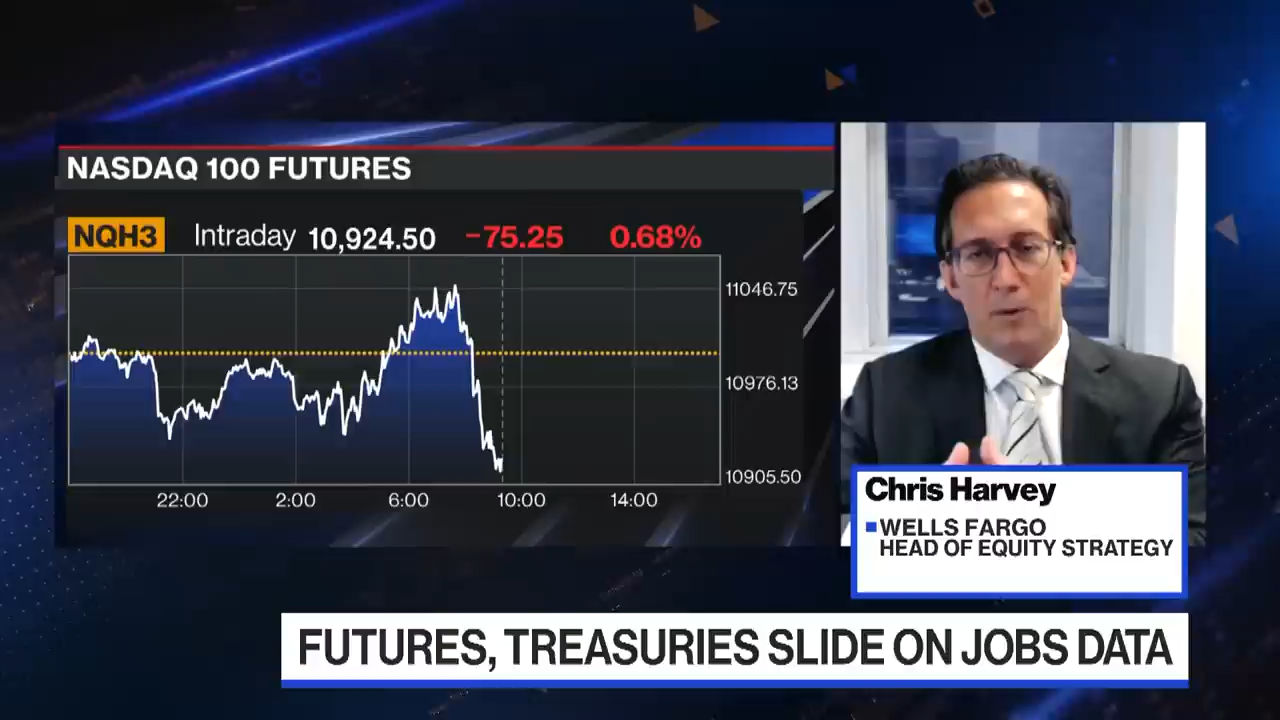 NASDAQ 100 FUTURES
NQH3 Intraday 10,924.50 -75.25 0.68%
11046.75
10976.13
10905.50
22:00 2:00 6:00 10:00 14:00
Chris Harvey
WELLS FARGO
HEAD OF EQUITY STRATEGY
FUTURES, TREASURIES SLIDE ON JOBS DATA